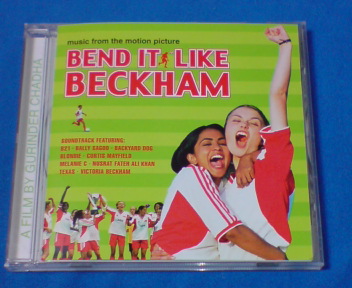 music from the motion picture
BEND IT LIKE
BECKHAM
SOUNDTRACK FEATURING:
B21 · BALLY SAGOO · BACKYARD DOG
BLONDIE · CURTIS MAYFIELD
MELANIE C · NUSRAT FATEH ALI KHAN
TEXAS · VICTORIA BECKHAM
A FILM BY GURINDER CHADHA